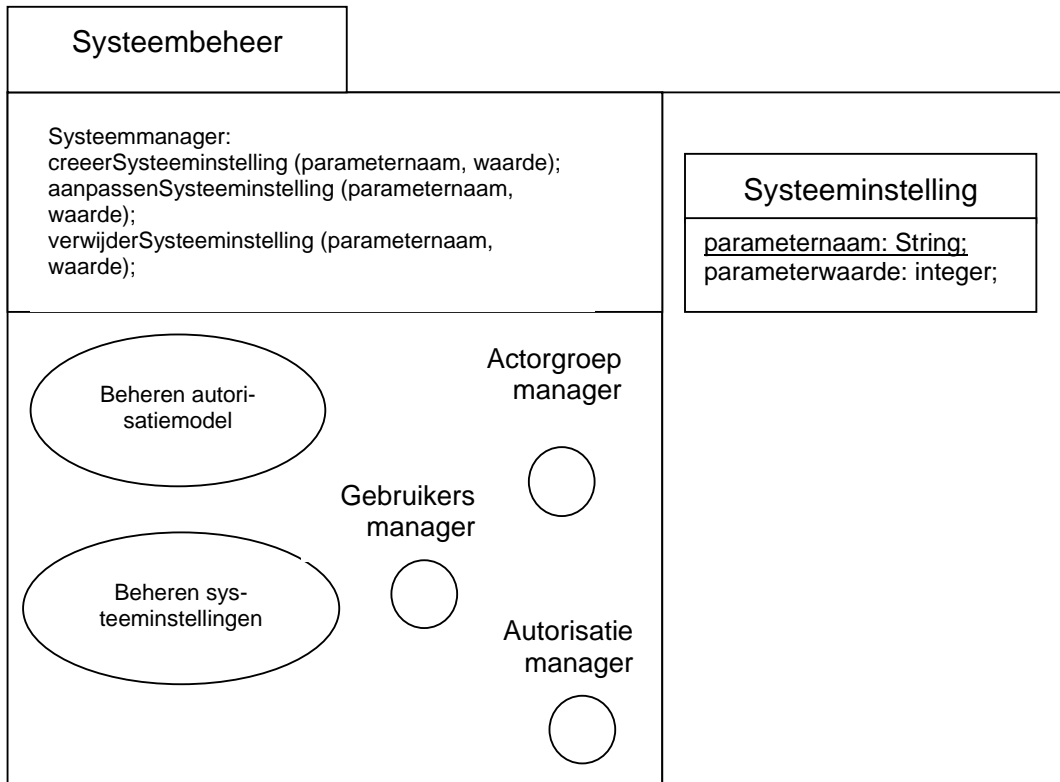 Systeembeheer
Systeemmanager:
creeerSysteeminstelling (parameternaam, waarde);
aanpassenSysteeminstelling (parameternaam,
waarde);
verwijderSysteeminstelling (parameternaam,
waarde);
Systeeminstelling
parameternaam: String;
parameterwaarde: integer;
Beheren autori-
satiemodel
Actorgroep
manager
Gebruikers
manager
Beheren sys-
teeminstellingen
Autorisatie
manager